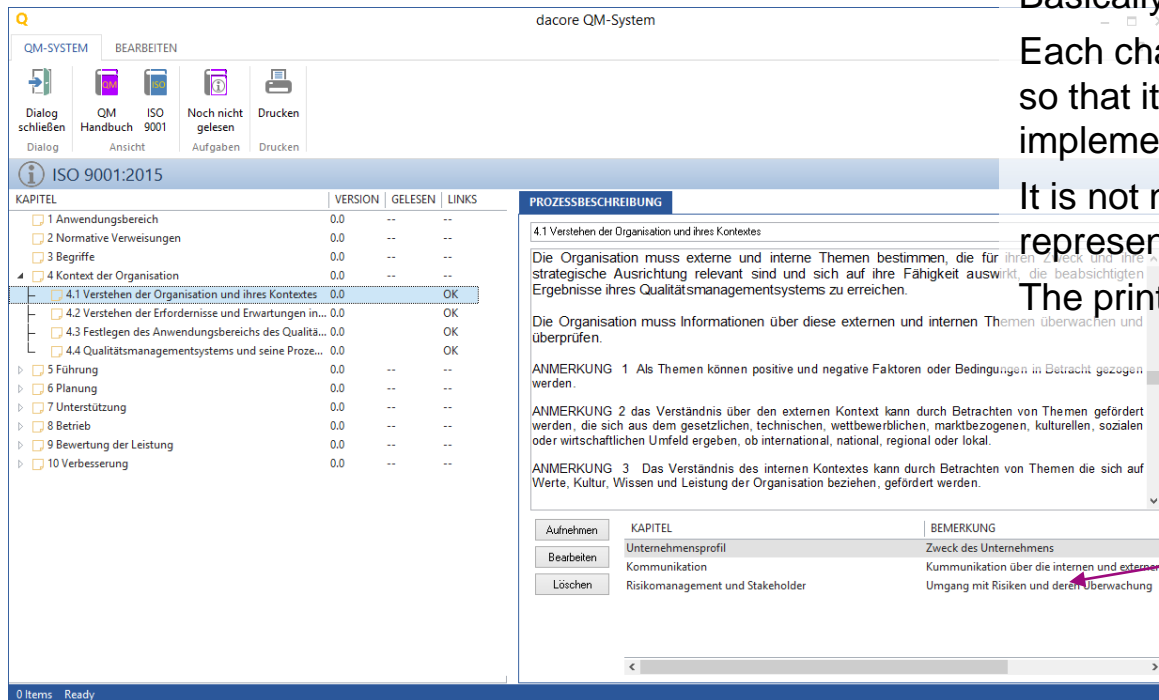 dacore QM-System
QM-SYSTEM BEARBEITEN
Dialog schließen
QM Handbuch
ISO 9001
Noch nicht gelesen
Drucken
Dialog Ansicht Aufgaben Drucken
ISO 9001:2015
KAPITEL VERSION GELESEN LINKS
1 Anwendungsbereich 0.0 -- --
2 Normative Verweisungen 0.0 -- --
3 Begriffe 0.0 -- --
4 Kontext der Organisation 0.0 -- --
4.1 Verstehen der Organisation und ihres Kontextes 0.0 OK
4.2 Verstehen der Erfordernisse und Erwartungen in... 0.0 OK
4.3 Festlegen des Anwendungsbereichs des Qualitä... 0.0 OK
4.4 Qualitätsmanagementsystems und seine Proze... 0.0 OK
5 Führung 0.0 -- --
6 Planung 0.0 -- --
7 Unterstützung 0.0 -- --
8 Betrieb 0.0 -- --
9 Bewertung der Leistung 0.0 -- --
10 Verbesserung 0.0 -- --
PROZESSBESCHREIBUNG
4.1 Verstehen der Organisation und ihres Kontextes
Die Organisation muss externe und interne Themen bestimmen, die für ihren Zweck und ihre
strategische Ausrichtung relevant sind und sich auf ihre Fähigkeit auswirkt, die beabsichtigten
Ergebnisse ihres Qualitätsmanagementsystems zu erreichen.
Die Organisation muss Informationen über diese externen und internen Themen überwachen und
überprüfen.
ANMERKUNG 1 Als Themen können positive und negative Faktoren oder Bedingungen in Betracht gezogen
werden.
ANMERKUNG 2 das Verständnis über den externen Kontext kann durch Betrachten von Themen gefördert
werden, die sich aus dem gesetzlichen, technischen, wettbewerblichen, marktbezogenen, kulturellen, sozialen
oder wirtschaftlichen Umfeld ergeben, ob international, national, regional oder lokal.
ANMERKUNG 3 Das Verständnis des internen Kontextes kann durch Betrachten von Themen die sich auf
Werte, Kultur, Wissen und Leistung der Organisation beziehen, gefördert werden.
Aufnehmen
Bearbeiten
Löschen
KAPITEL BEMERKUNG
Unternehmensprofil Zweck des Unternehmens
Kommunikation Kummunikation über die internen und externen
Risikomanagement und Stakeholder Umgang mit Risiken und deren Überwachung
0 Items Ready
Basically
Each cha
so that it
impleme
It is not
represen
The print